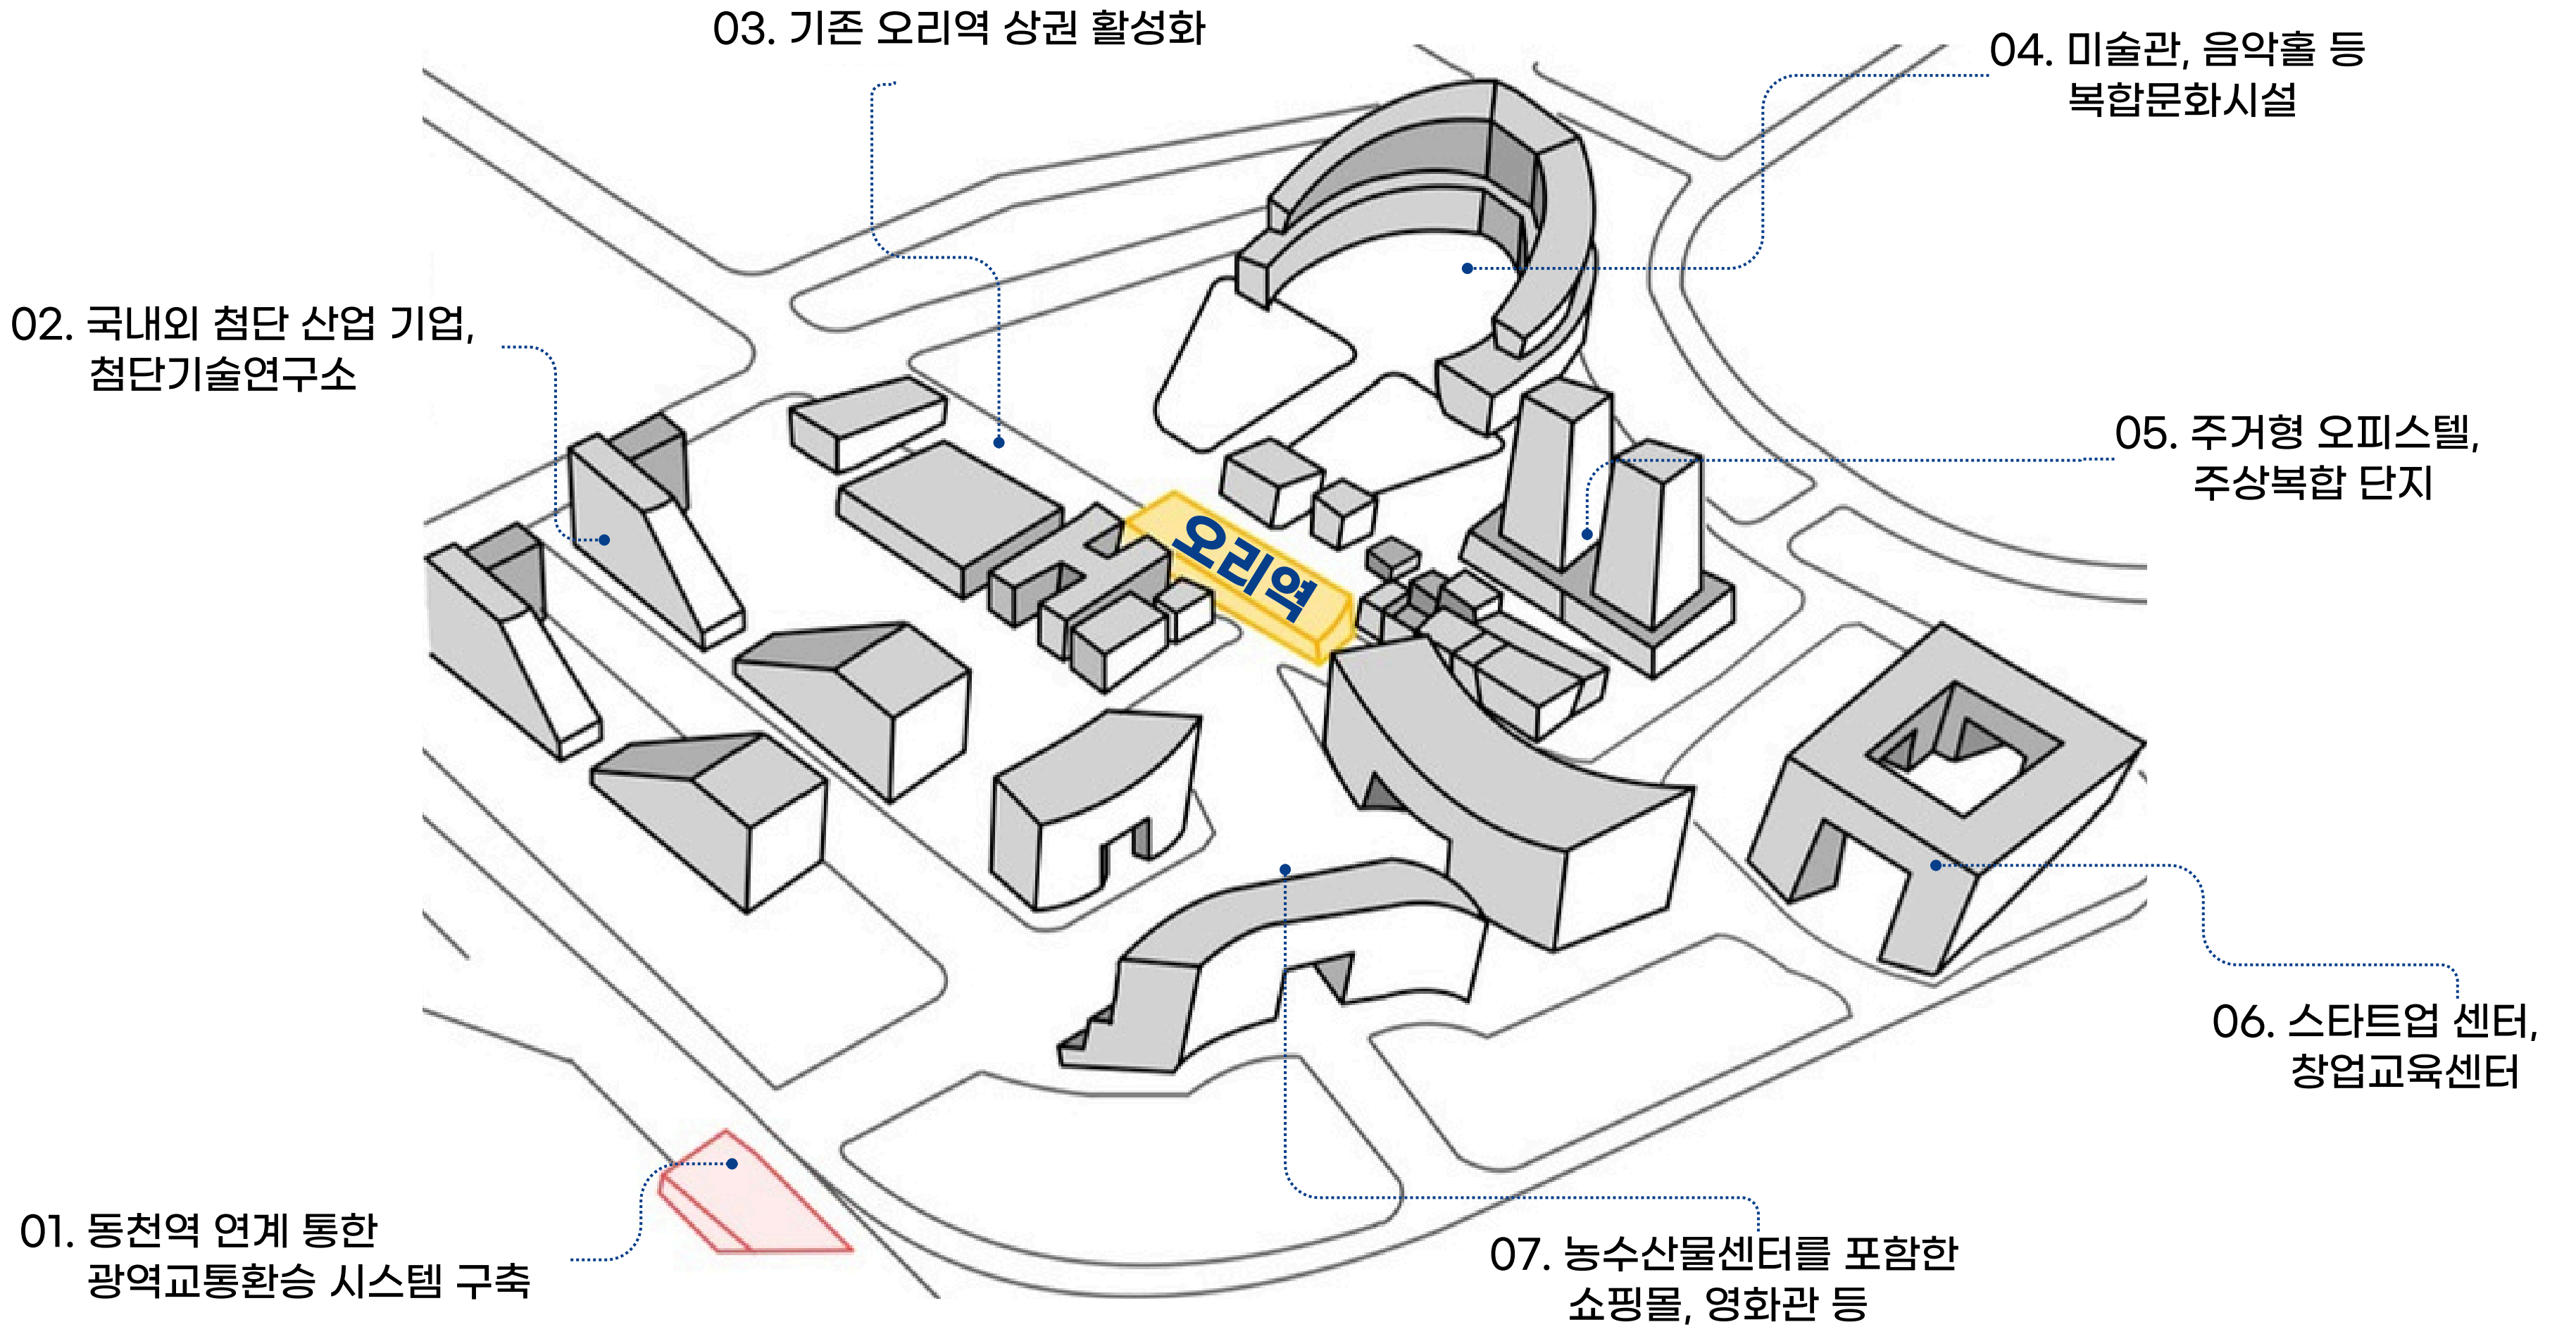 03. 기존 오리역 상권 활성화
04. 미술관, 음악홀 등
복합문화시설
02. 국내외 첨단 산업 기업,
첨단기술연구소
05. 주거형 오피스텔,
주상복합 단지
오리역
06. 스타트업 센터,
창업교육센터
01. 동천역 연계 통한
광역교통환승 시스템 구축
07. 농수산물센터를 포함한
쇼핑몰, 영화관 등